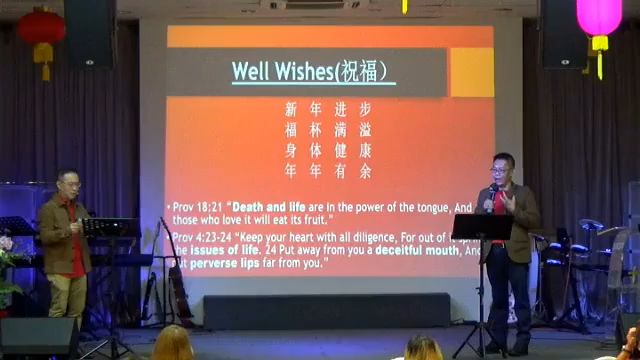 Well Wishes(祝福）
新 年 进 步
福 杯 满 溢
身 体 健 康
年 年 有 余
• Prov 18:21 "Death and life are in the power of the tongue, And
those who love it will eat its fruit."
• Prov 4:23-24 "Keep your heart with all diligence, For out of it
the issues of life. 24 Put away from you a deceitful mouth, And
put perverse lips far from you."